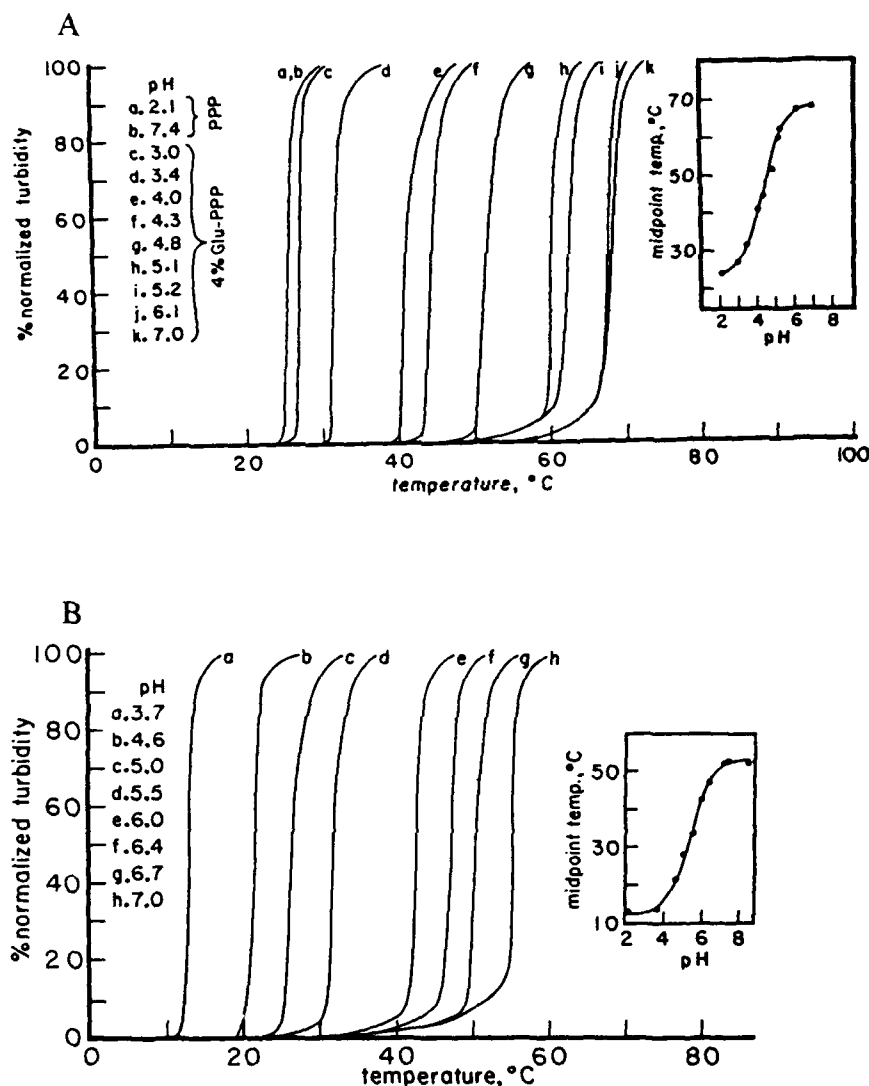 A
100
80
60
40
20
0
% normalized turbidity
pH
a. 2.1
b. 7.4
PPP
c. 3.0
d. 3.4
e. 4.0
f. 4.3
g. 4.8
h. 5.1
i. 5.2
j. 6.1
k. 7.0
4% Glu-PPP
a,b c d e f g h i j k
0 20 40 60 80 100
temperature, °C
70
50
30
midpoint temp., °C
2 4 6 8
pH
B
100
80
60
40
20
0
% normalized turbidity
pH
a. 3.7
b. 4.6
c. 5.0
d. 5.5
e. 6.0
f. 6.4
g. 6.7
h. 7.0
a b c d e f g h
0 20 40 60 80
temperature, °C
50
30
10
midpoint temp., °C
2 4 6 8
pH